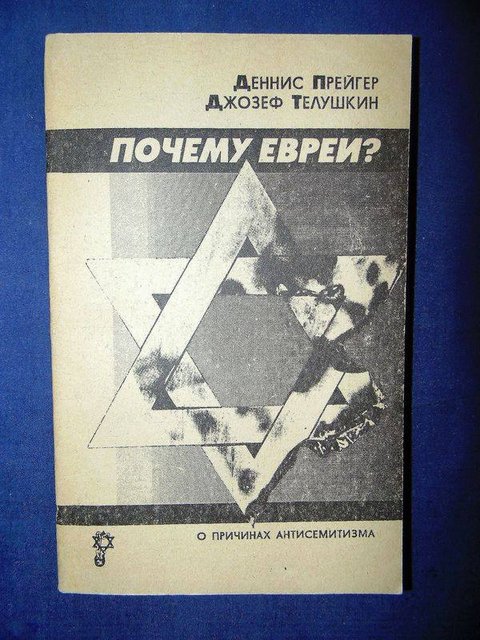 Деннис Прейгер
Джозеф Телушкин
ПОЧЕМУ ЕВРЕИ?
О ПРИЧИНАХ АНТИСЕМИТИЗМА